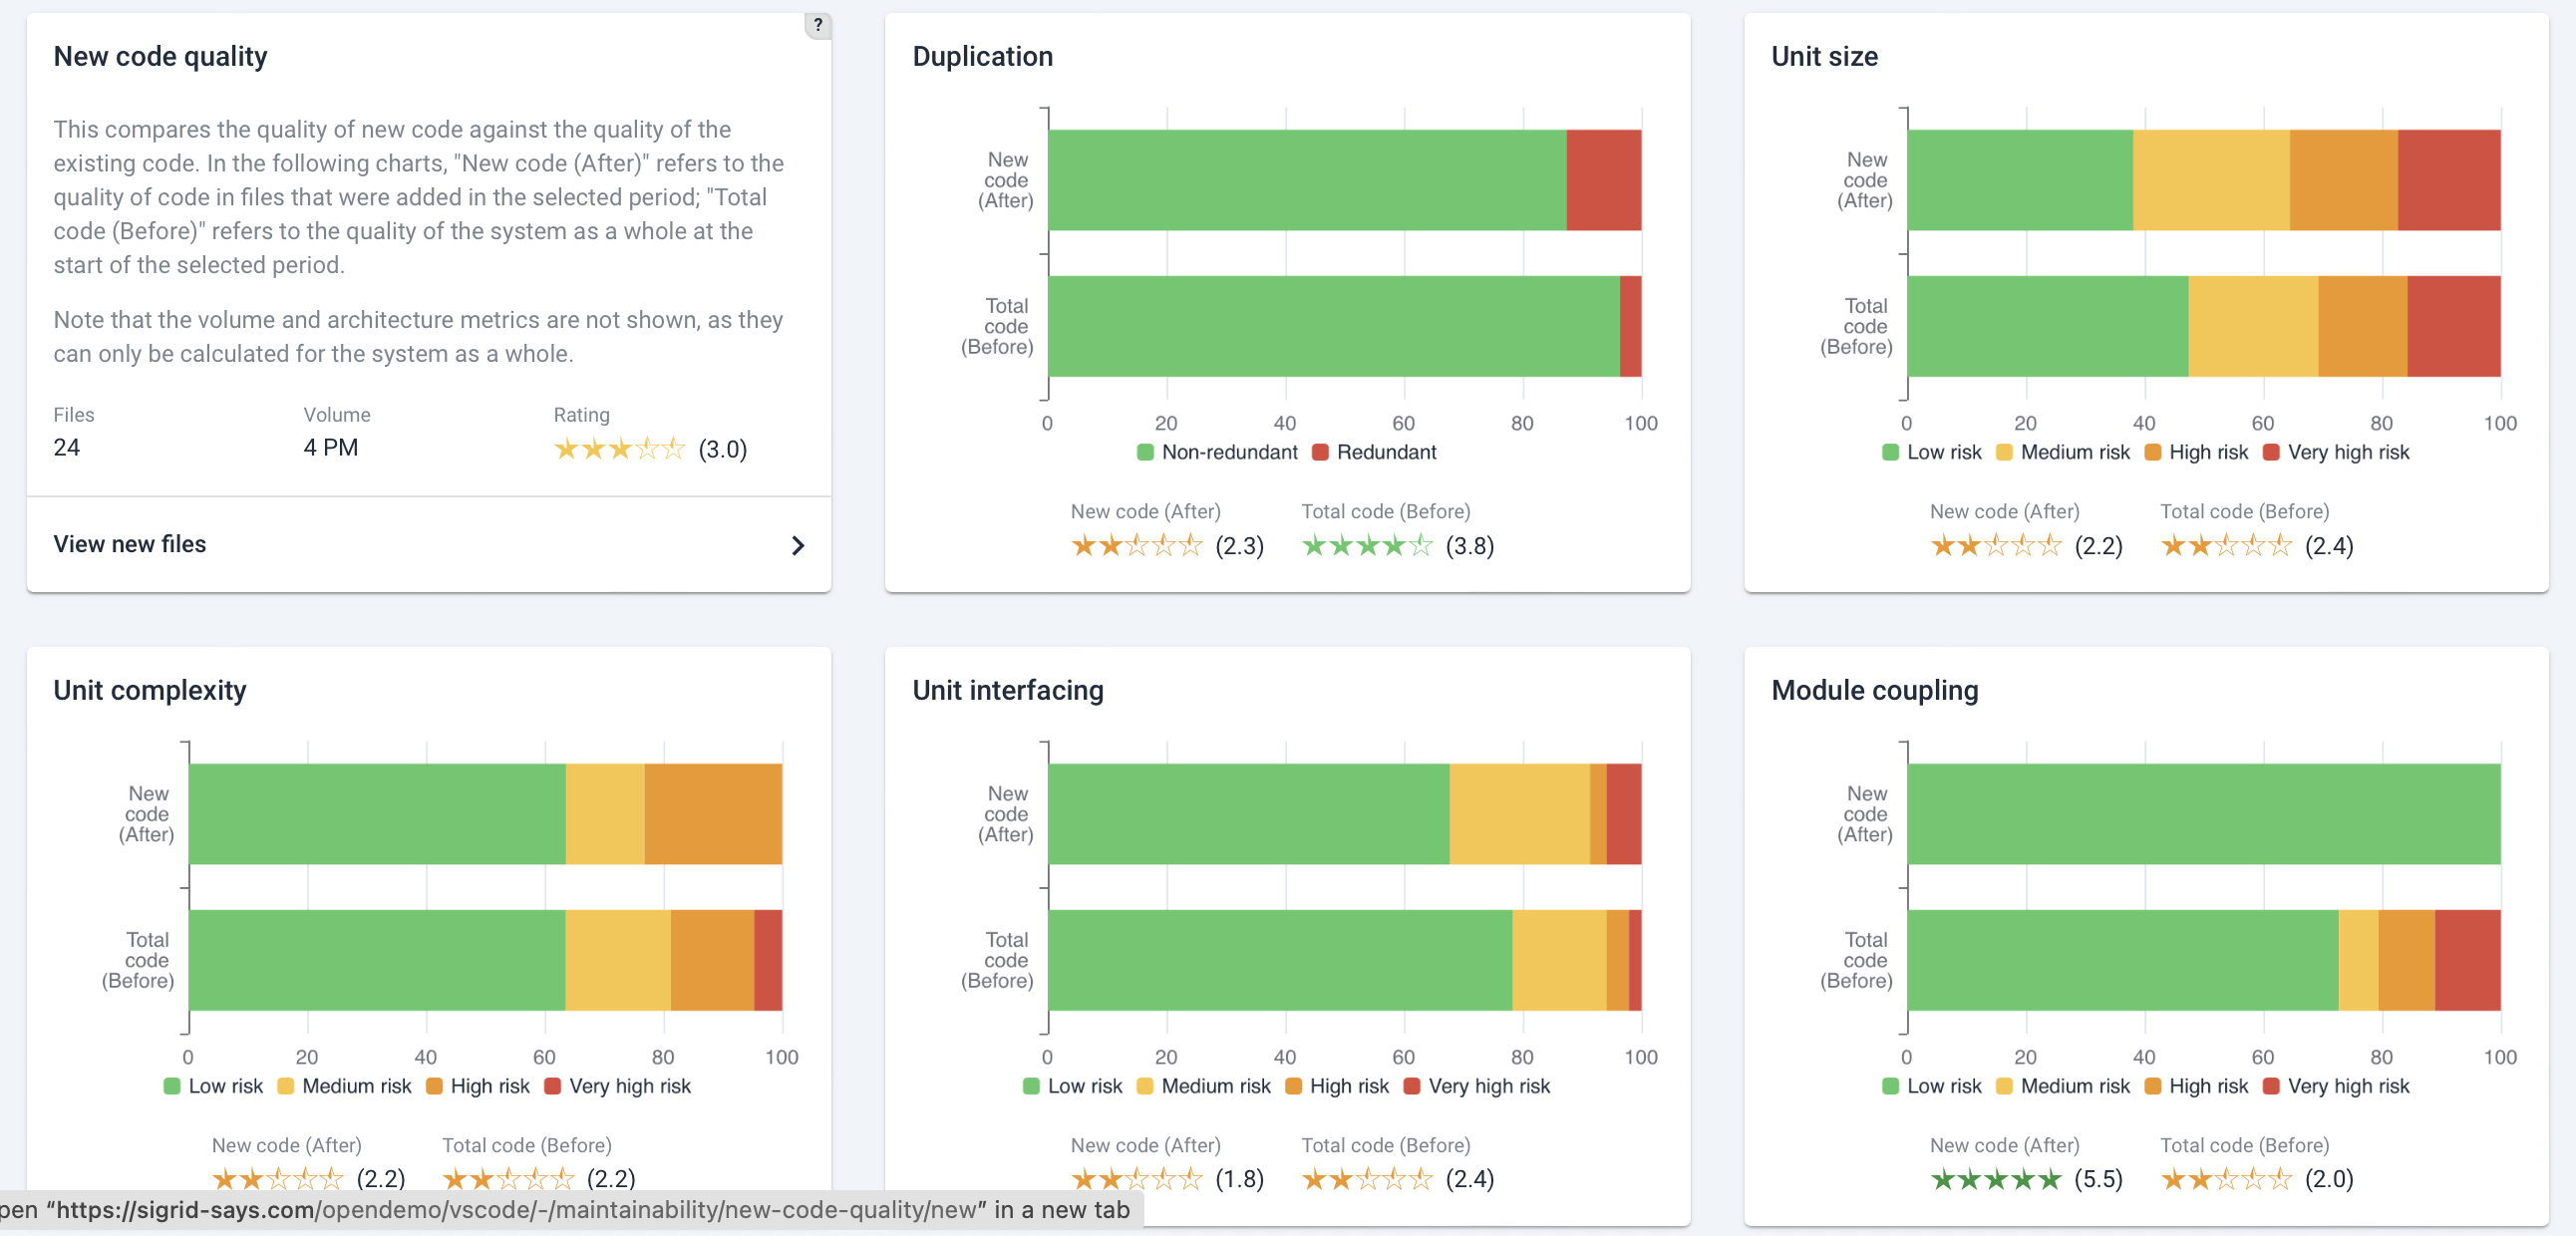 New code quality
?
This compares the quality of new code against the quality of the
existing code. In the following charts, "New code (After)" refers to the
quality of code in files that were added in the selected period; "Total
code (Before)" refers to the quality of the system as a whole at the
start of the selected period.
Note that the volume and architecture metrics are not shown, as they
can only be calculated for the system as a whole.
Files
24
Volume
4 PM
Rating
(3.0)
View new files
Duplication
New
code
(After)
Total
code
(Before)
0 20 40 60 80 100
Non-redundant Redundant
New code (After) Total code (Before)
(2.3) (3.8)
Unit size
New
code
(After)
Total
code
(Before)
0 20 40 60 80 100
Low risk Medium risk High risk Very high risk
New code (After) Total code (Before)
(2.2) (2.4)
Unit complexity
New
code
(After)
Total
code
(Before)
0 20 40 60 80 100
Low risk Medium risk High risk Very high risk
New code (After) Total code (Before)
(2.2) (2.2)
Unit interfacing
New
code
(After)
Total
code
(Before)
0 20 40 60 80 100
Low risk Medium risk High risk Very high risk
New code (After) Total code (Before)
(1.8) (2.4)
Module coupling
New
code
(After)
Total
code
(Before)
0 20 40 60 80 100
Low risk Medium risk High risk Very high risk
New code (After) Total code (Before)
(5.5) (2.0)
pen “https://sigrid-says.com/opendemo/vscode/-/maintainability/new-code-quality/new” in a new tab